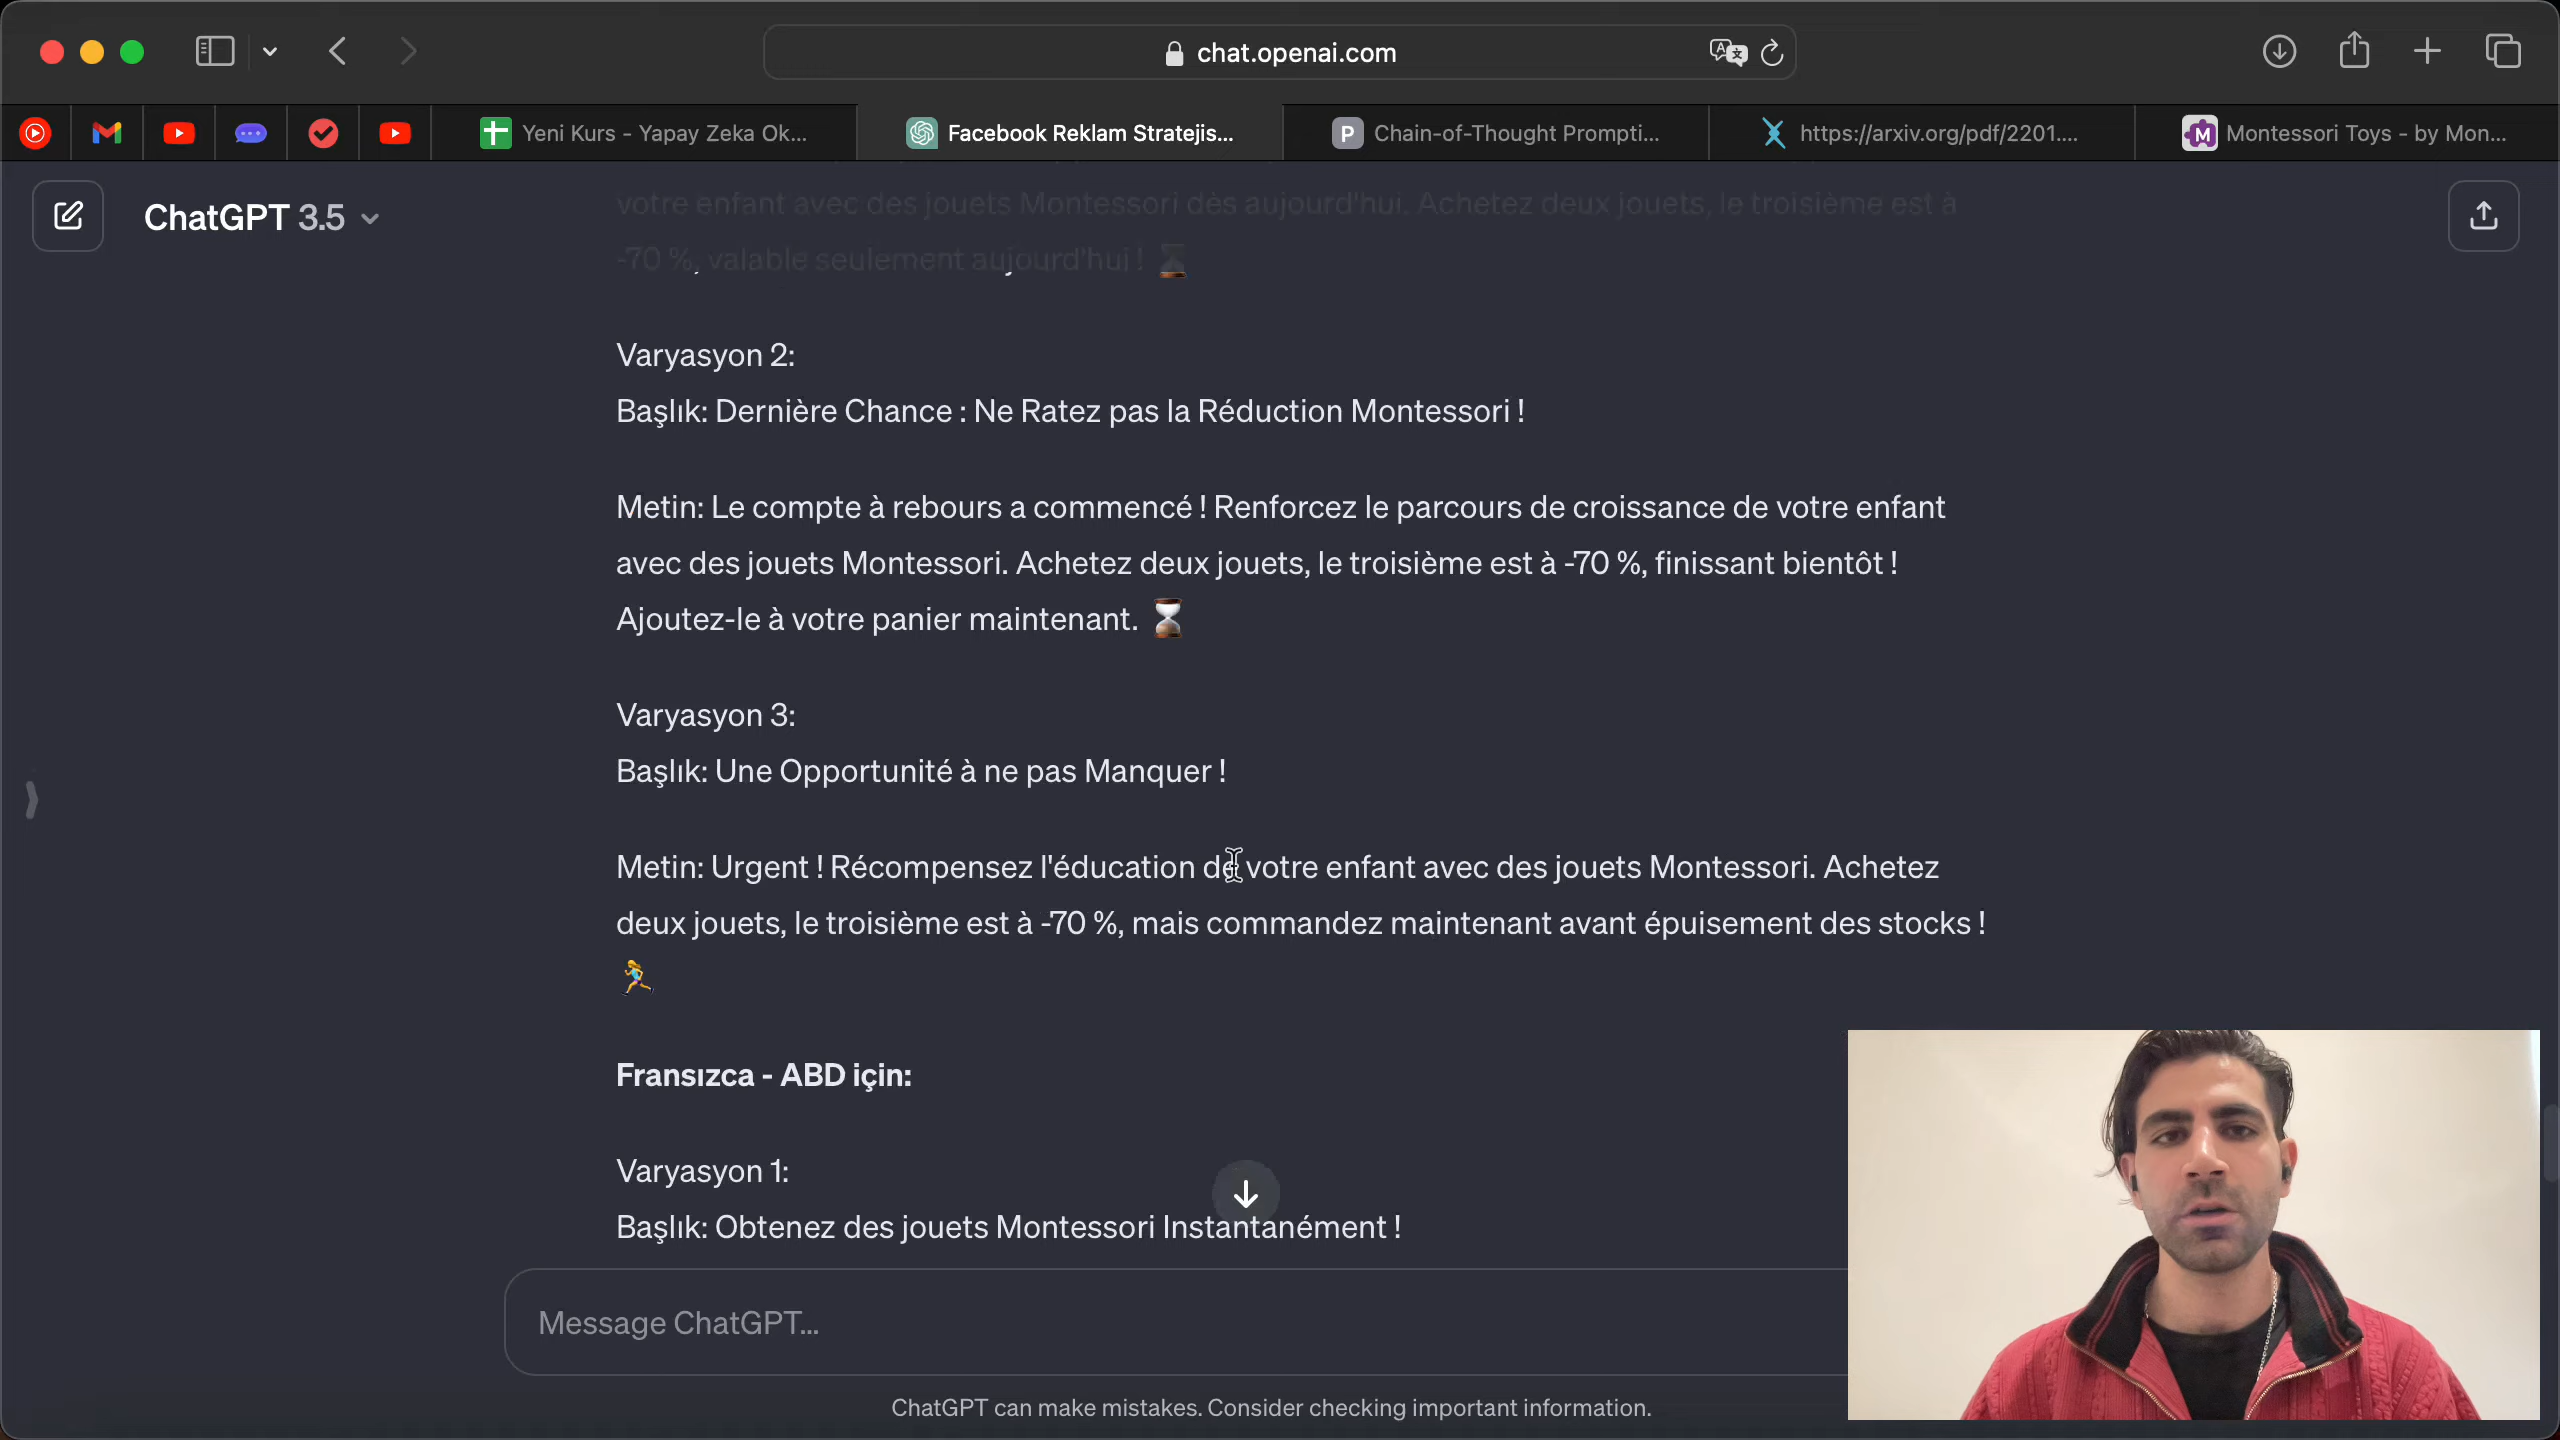 chat.openai.com
Yeni Kurs - Yapay Zeka Ok...
Facebook Reklam Stratejis...
Chain-of-Thought Prompti...
https://arxiv.org/pdf/2201....
Montessori Toys - by Mon...
ChatGPT 3.5
votre enfant avec des jouets Montessori dès aujourd'hui. Achetez deux jouets, le troisième est à
-70 %, valable seulement aujourd'hui ! ⏳
Varyasyon 2:
Başlık: Dernière Chance : Ne Ratez pas la Réduction Montessori !
Metin: Le compte à rebours a commencé ! Renforcez le parcours de croissance de votre enfant
avec des jouets Montessori. Achetez deux jouets, le troisième est à -70 %, finissant bientôt !
Ajoutez-le à votre panier maintenant. ⏳
Varyasyon 3:
Başlık: Une Opportunité à ne pas Manquer !
Metin: Urgent ! Récompensez l'éducation de votre enfant avec des jouets Montessori. Achetez
deux jouets, le troisième est à -70 %, mais commandez maintenant avant épuisement des stocks !
🏃‍♀️
Fransızca - ABD için:
Varyasyon 1:
Başlık: Obtenez des jouets Montessori Instantanément !
Message ChatGPT...
ChatGPT can make mistakes. Consider checking important information.